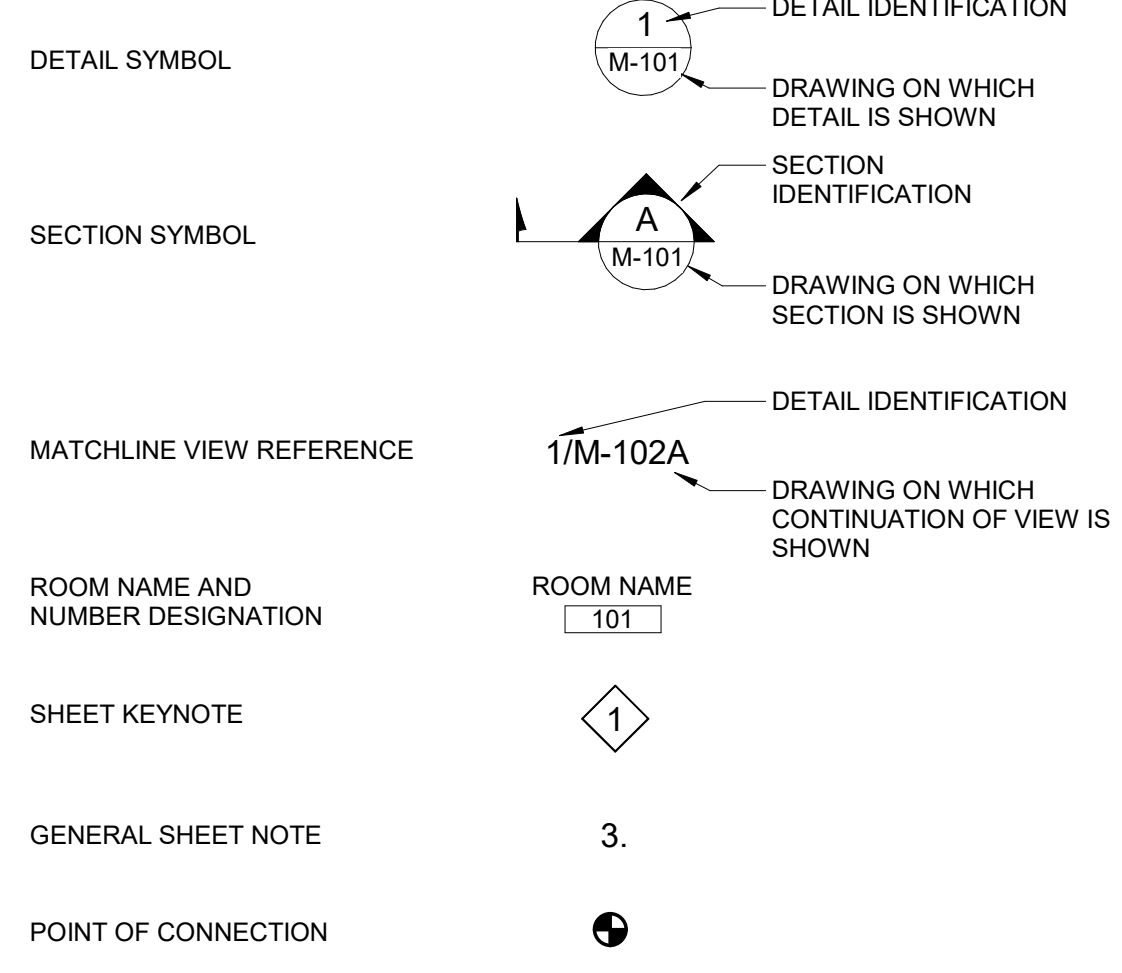 DETAIL IDENTIFICATION
1
DETAIL SYMBOL
M-101
DRAWING ON WHICH
DETAIL IS SHOWN
SECTION
IDENTIFICATION
SECTION SYMBOL
A
M-101
DRAWING ON WHICH
SECTION IS SHOWN
DETAIL IDENTIFICATION
MATCHLINE VIEW REFERENCE
1/M-102A
DRAWING ON WHICH
CONTINUATION OF VIEW IS
SHOWN
ROOM NAME AND
NUMBER DESIGNATION
ROOM NAME
101
SHEET KEYNOTE
1
GENERAL SHEET NOTE
3.
POINT OF CONNECTION